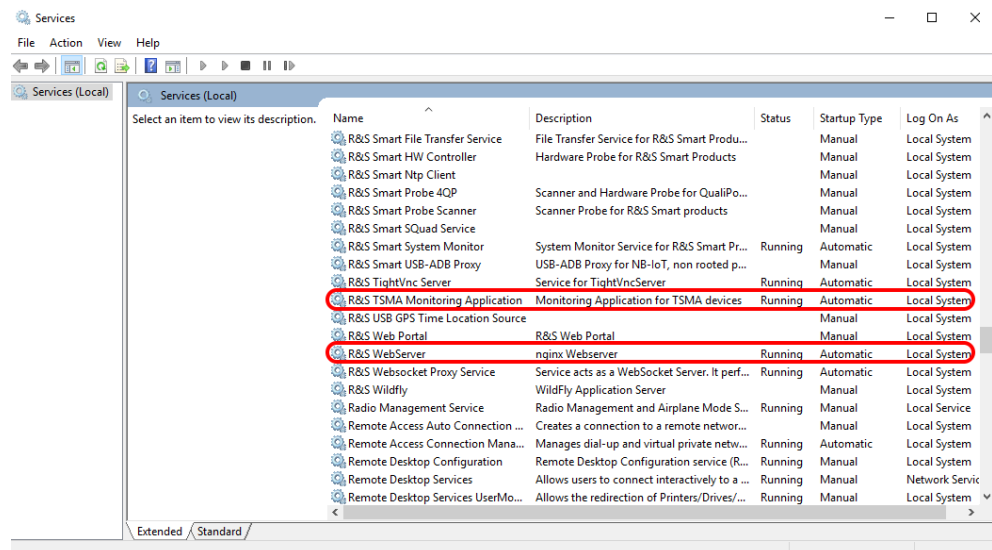 Services
File Action View Help
Services (Local)
Services (Local)
Select an item to view its description.
Name Description Status Startup Type Log On As
R&S Smart File Transfer Service File Transfer Service for R&S Smart Produ... Manual Local System
R&S Smart HW Controller Hardware Probe for R&S Smart Products Manual Local System
R&S Smart Ntp Client Manual Local System
R&S Smart Probe 4QP Scanner and Hardware Probe for QualiPo... Manual Local System
R&S Smart Probe Scanner Scanner Probe for R&S Smart products Manual Local System
R&S Smart SQuad Service Manual Local System
R&S Smart System Monitor System Monitor Service for R&S Smart Pr... Running Automatic Local System
R&S Smart USB-ADB Proxy USB-ADB Proxy for NB-IoT, non rooted p... Manual Local System
R&S TightVnc Server Service for TightVncServer Running Automatic Local System
R&S TSMA Monitoring Application Monitoring Application for TSMA devices Running Automatic Local System
R&S USB GPS Time Location Source Manual Local System
R&S Web Portal R&S Web Portal Manual Local System
R&S WebServer nginx Webserver Running Automatic Local System
R&S Websocket Proxy Service Service acts as a WebSocket Server. It perf... Running Automatic Local System
R&S Wildfly WildFly Application Server Manual Local System
Radio Management Service Radio Management and Airplane Mode S... Running Manual Local Service
Remote Access Auto Connection ... Creates a connection to a remote networ... Manual Local System
Remote Access Connection Mana... Manages dial-up and virtual private netw... Running Automatic Local System
Remote Desktop Configuration Remote Desktop Configuration service (R... Running Manual Local System
Remote Desktop Services Allows users to connect interactively to a ... Running Manual Network Servic
Remote Desktop Services UserMo... Allows the redirection of Printers/Drives/... Running Manual Local System
Extended Standard